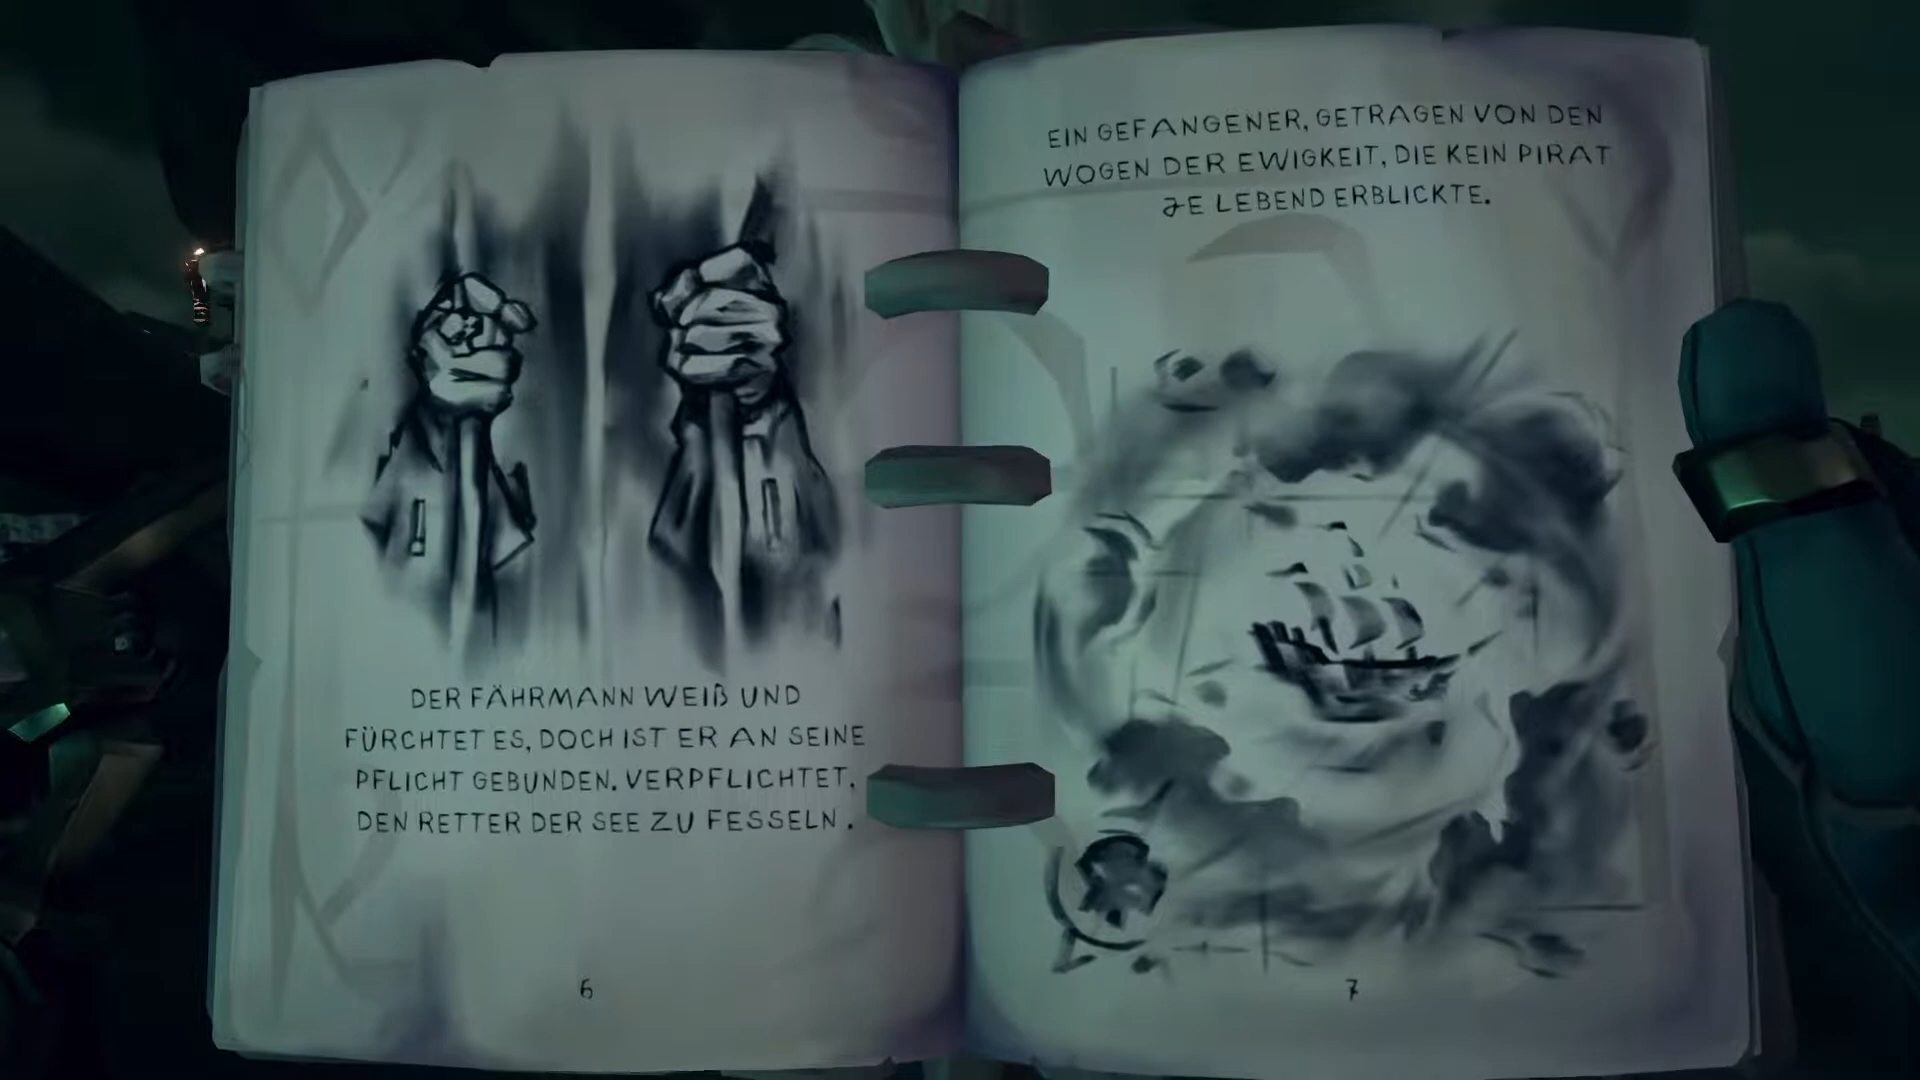 DER FÄHRMANN WEIß UND
FÜRCHTET ES, DOCH IST ER AN SEINE
PFLICHT GEBUNDEN. VERPFLICHTET,
DEN RETTER DER SEE ZU FESSELN.
6
EIN GEFANGENER, GETRAGEN VON DEN
WOGEN DER EWIGKEIT, DIE KEIN PIRAT
JE LEBEND ERBLICKTE.
7